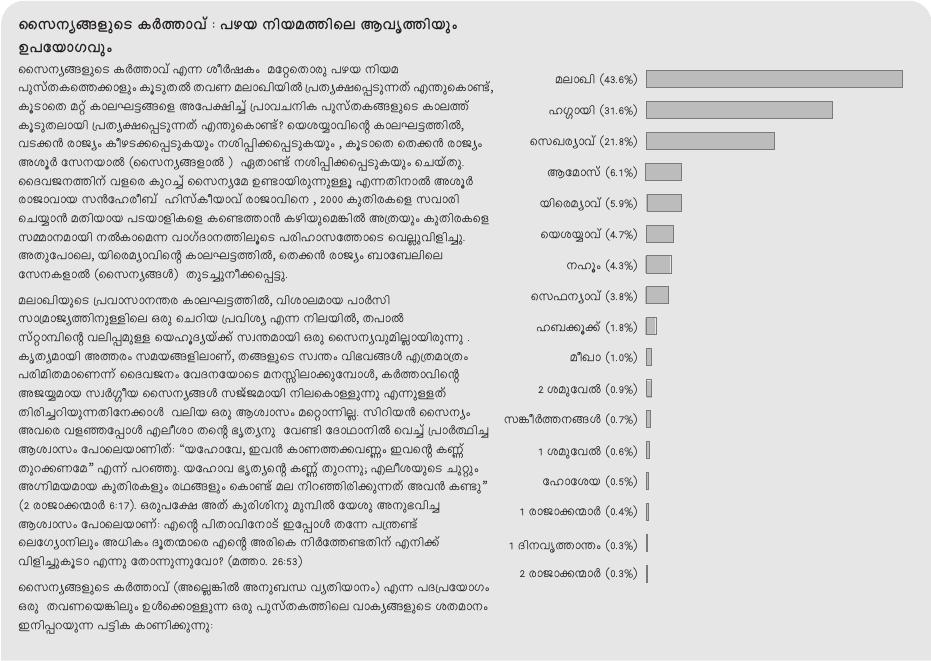 സൈന്യങ്ങളുടെ കർത്താവ് : പഴയ നിയമത്തിലെ ആവൃത്തിയും
ഉപയോഗവും
സൈന്യങ്ങളുടെ കർത്താവ് എന്ന ശീർഷകം മറ്റേതൊരു പഴയ നിയമ
പുസ്തകത്തെക്കാളും കൂടുതൽ തവണ മലാഖിയിൽ പ്രത്യക്ഷപ്പെടുന്നത് എന്തുകൊണ്ട്,
കൂടാതെ മറ്റ് കാലഘട്ടങ്ങളെ അപേക്ഷിച്ച് പ്രാവചനിക പുസ്തകങ്ങളുടെ കാലത്ത്
കൂടുതലായി പ്രത്യക്ഷപ്പെടുന്നത് എന്തുകൊണ്ട്? യെശയ്യാവിന്റെ കാലഘട്ടത്തിൽ,
വടക്കൻ രാജ്യം കീഴടക്കപ്പെടുകയും നശിപ്പിക്കപ്പെടുകയും , കൂടാതെ തെക്കൻ രാജ്യം
അശൂർ സേനയാൽ (സൈന്യങ്ങളാൽ ) ഏതാണ്ട് നശിപ്പിക്കപ്പെടുകയും ചെയ്തു.
ദൈവജനത്തിന് വളരെ കുറച്ച് സൈന്യമേ ഉണ്ടായിരുന്നുള്ളൂ എന്നതിനാൽ അശൂർ
രാജാവായ സൻഹേരീബ് ഹിസ്കീയാവ് രാജാവിനെ , 2000 കുതിരകളെ സവാരി
ചെയ്യാൻ മതിയായ പടയാളികളെ കണ്ടെത്താൻ കഴിയുമെങ്കിൽ അത്രയും കുതിരകളെ
സമ്മാനമായി നൽകാമെന്ന വാഗ്ദാനത്തിലൂടെ പരിഹാസത്തോടെ വെല്ലുവിളിച്ചു.
അതുപോലെ, യിരെമ്യാവിന്റെ കാലഘട്ടത്തിൽ, തെക്കൻ രാജ്യം ബാബേലിലെ
സേനകളാൽ (സൈന്യങ്ങൾ) തുടച്ചുനീക്കപ്പെട്ടു.
മലാഖിയുടെ പ്രവാസാനന്തര കാലഘട്ടത്തിൽ, വിശാലമായ പാർസി
സാമ്രാജ്യത്തിനുള്ളിലെ ഒരു ചെറിയ പ്രവിശ്യ എന്ന നിലയിൽ, തപാൽ
സ്റ്റാമ്പിന്റെ വലിപ്പമുള്ള യെഹൂദ്യയ്ക്ക് സ്വന്തമായി ഒരു സൈന്യവുമില്ലായിരുന്നു .
കൃത്യമായി അത്തരം സമയങ്ങളിലാണ്, തങ്ങളുടെ സ്വന്തം വിഭവങ്ങൾ എത്രമാത്രം
പരിമിതമാണെന്ന് ദൈവജനം വേദനയോടെ മനസ്സിലാക്കുമ്പോൾ, കർത്താവിന്റെ
അജയ്യമായ സ്വർഗ്ഗീയ സൈന്യങ്ങൾ സജ്ജമായി നിലകൊള്ളുന്നു എന്നുള്ളത്
തിരിച്ചറിയുന്നതിനേക്കാൾ വലിയ ഒരു ആശ്വാസം മറ്റൊന്നില്ല. സിറിയൻ സൈന്യം
അവരെ വളഞ്ഞപ്പോൾ എലീശാ തന്റെ ഭൃത്യനു വേണ്ടി ദോഥാനിൽ വെച്ച് പ്രാർത്ഥിച്ച
ആശ്വാസം പോലെയാണിത്: “യഹോവേ, ഇവൻ കാണത്തക്കവണ്ണം ഇവന്റെ കണ്ണ്
തുറക്കണമേ” എന്ന് പറഞ്ഞു. യഹോവ ഭൃത്യന്റെ കണ്ണ് തുറന്നു; എലീശയുടെ ചുറ്റും
അഗ്നിമയമായ കുതിരകളും രഥങ്ങളും കൊണ്ട് മല നിറഞ്ഞിരിക്കുന്നത് അവൻ കണ്ടു”
(2 രാജാക്കന്മാർ 6:17). ഒരുപക്ഷേ അത് കുരിശിനു മുമ്പിൽ യേശു അനുഭവിച്ച
ആശ്വാസം പോലെയാണ്: എന്റെ പിതാവിനോട് ഇപ്പോൾ തന്നേ പന്ത്രണ്ട്
ലെഗ്യോനിലും അധികം ദൂതന്മാരെ എന്റെ അരികെ നിർത്തേണ്ടതിന് എനിക്ക്
വിളിച്ചുകൂടാ എന്നു തോന്നുന്നുവോ? (മത്താ. 26:53)
സൈന്യങ്ങളുടെ കർത്താവ് (അല്ലെങ്കിൽ അനുബന്ധ വ്യതിയാനം) എന്ന പദപ്രയോഗം
ഒരു തവണയെങ്കിലും ഉൾക്കൊള്ളുന്ന ഒരു പുസ്തകത്തിലെ വാക്യങ്ങളുടെ ശതമാനം
ഇനിപ്പറയുന്ന പട്ടിക കാണിക്കുന്നു:
മലാഖി (43.6%)
ഹഗ്ഗായി (31.6%)
സെഖര്യാവ് (21.8%)
ആമോസ് (6.1%)
യിരെമ്യാവ് (5.9%)
യെശയ്യാവ് (4.7%)
നഹൂം (4.3%)
സെഫന്യാവ് (3.8%)
ഹബക്കൂക്ക് (1.8%)
മീഖാ (1.0%)
2 ശമുവേൽ (0.9%)
സങ്കീർത്തനങ്ങൾ (0.7%)
1 ശമുവേൽ (0.6%)
ഹോശേയ (0.5%)
1 രാജാക്കന്മാർ (0.4%)
1 ദിനവൃത്താന്തം (0.3%)
2 രാജാക്കന്മാർ (0.3%)